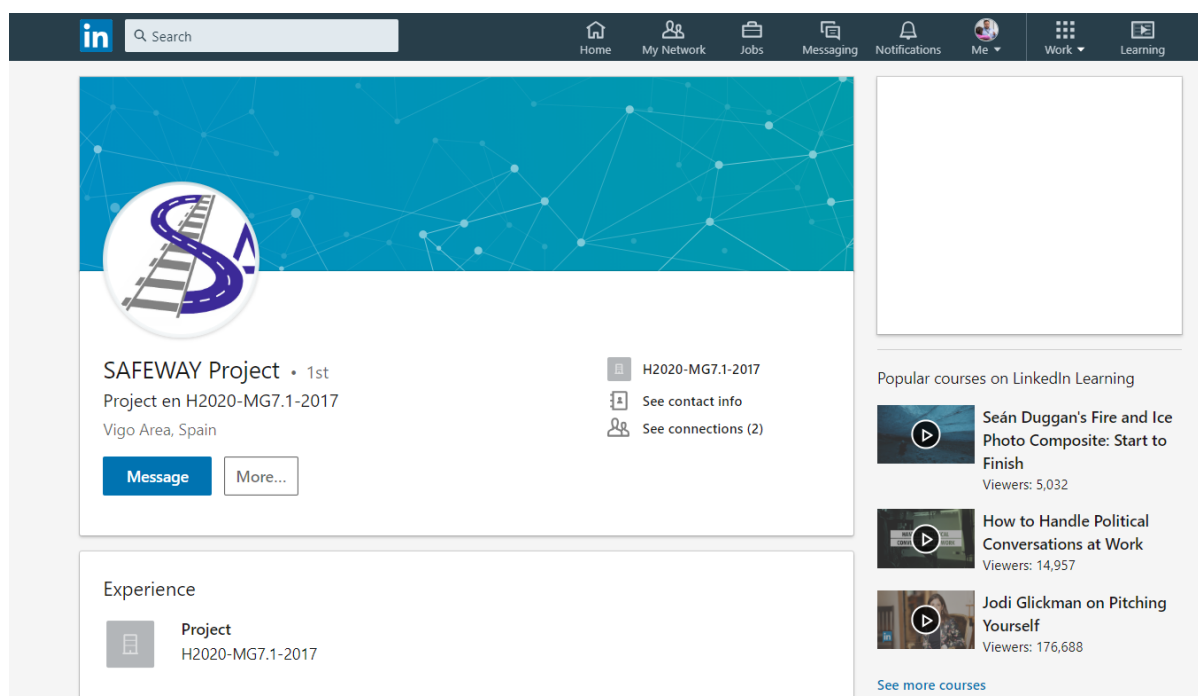 in
Search
Home
My Network
Jobs
Messaging
Notifications
Me
Work
Learning
SAFEWAY Project • 1st
Project en H2020-MG7.1-2017
Vigo Area, Spain
Message
More...
H2020-MG7.1-2017
See contact info
See connections (2)
Experience
Project
H2020-MG7.1-2017
Popular courses on LinkedIn Learning
Seán Duggan's Fire and Ice
Photo Composite: Start to
Finish
Viewers: 5,032
How to Handle Political
Conversations at Work
Viewers: 14,957
Jodi Glickman on Pitching
Yourself
Viewers: 176,688
See more courses